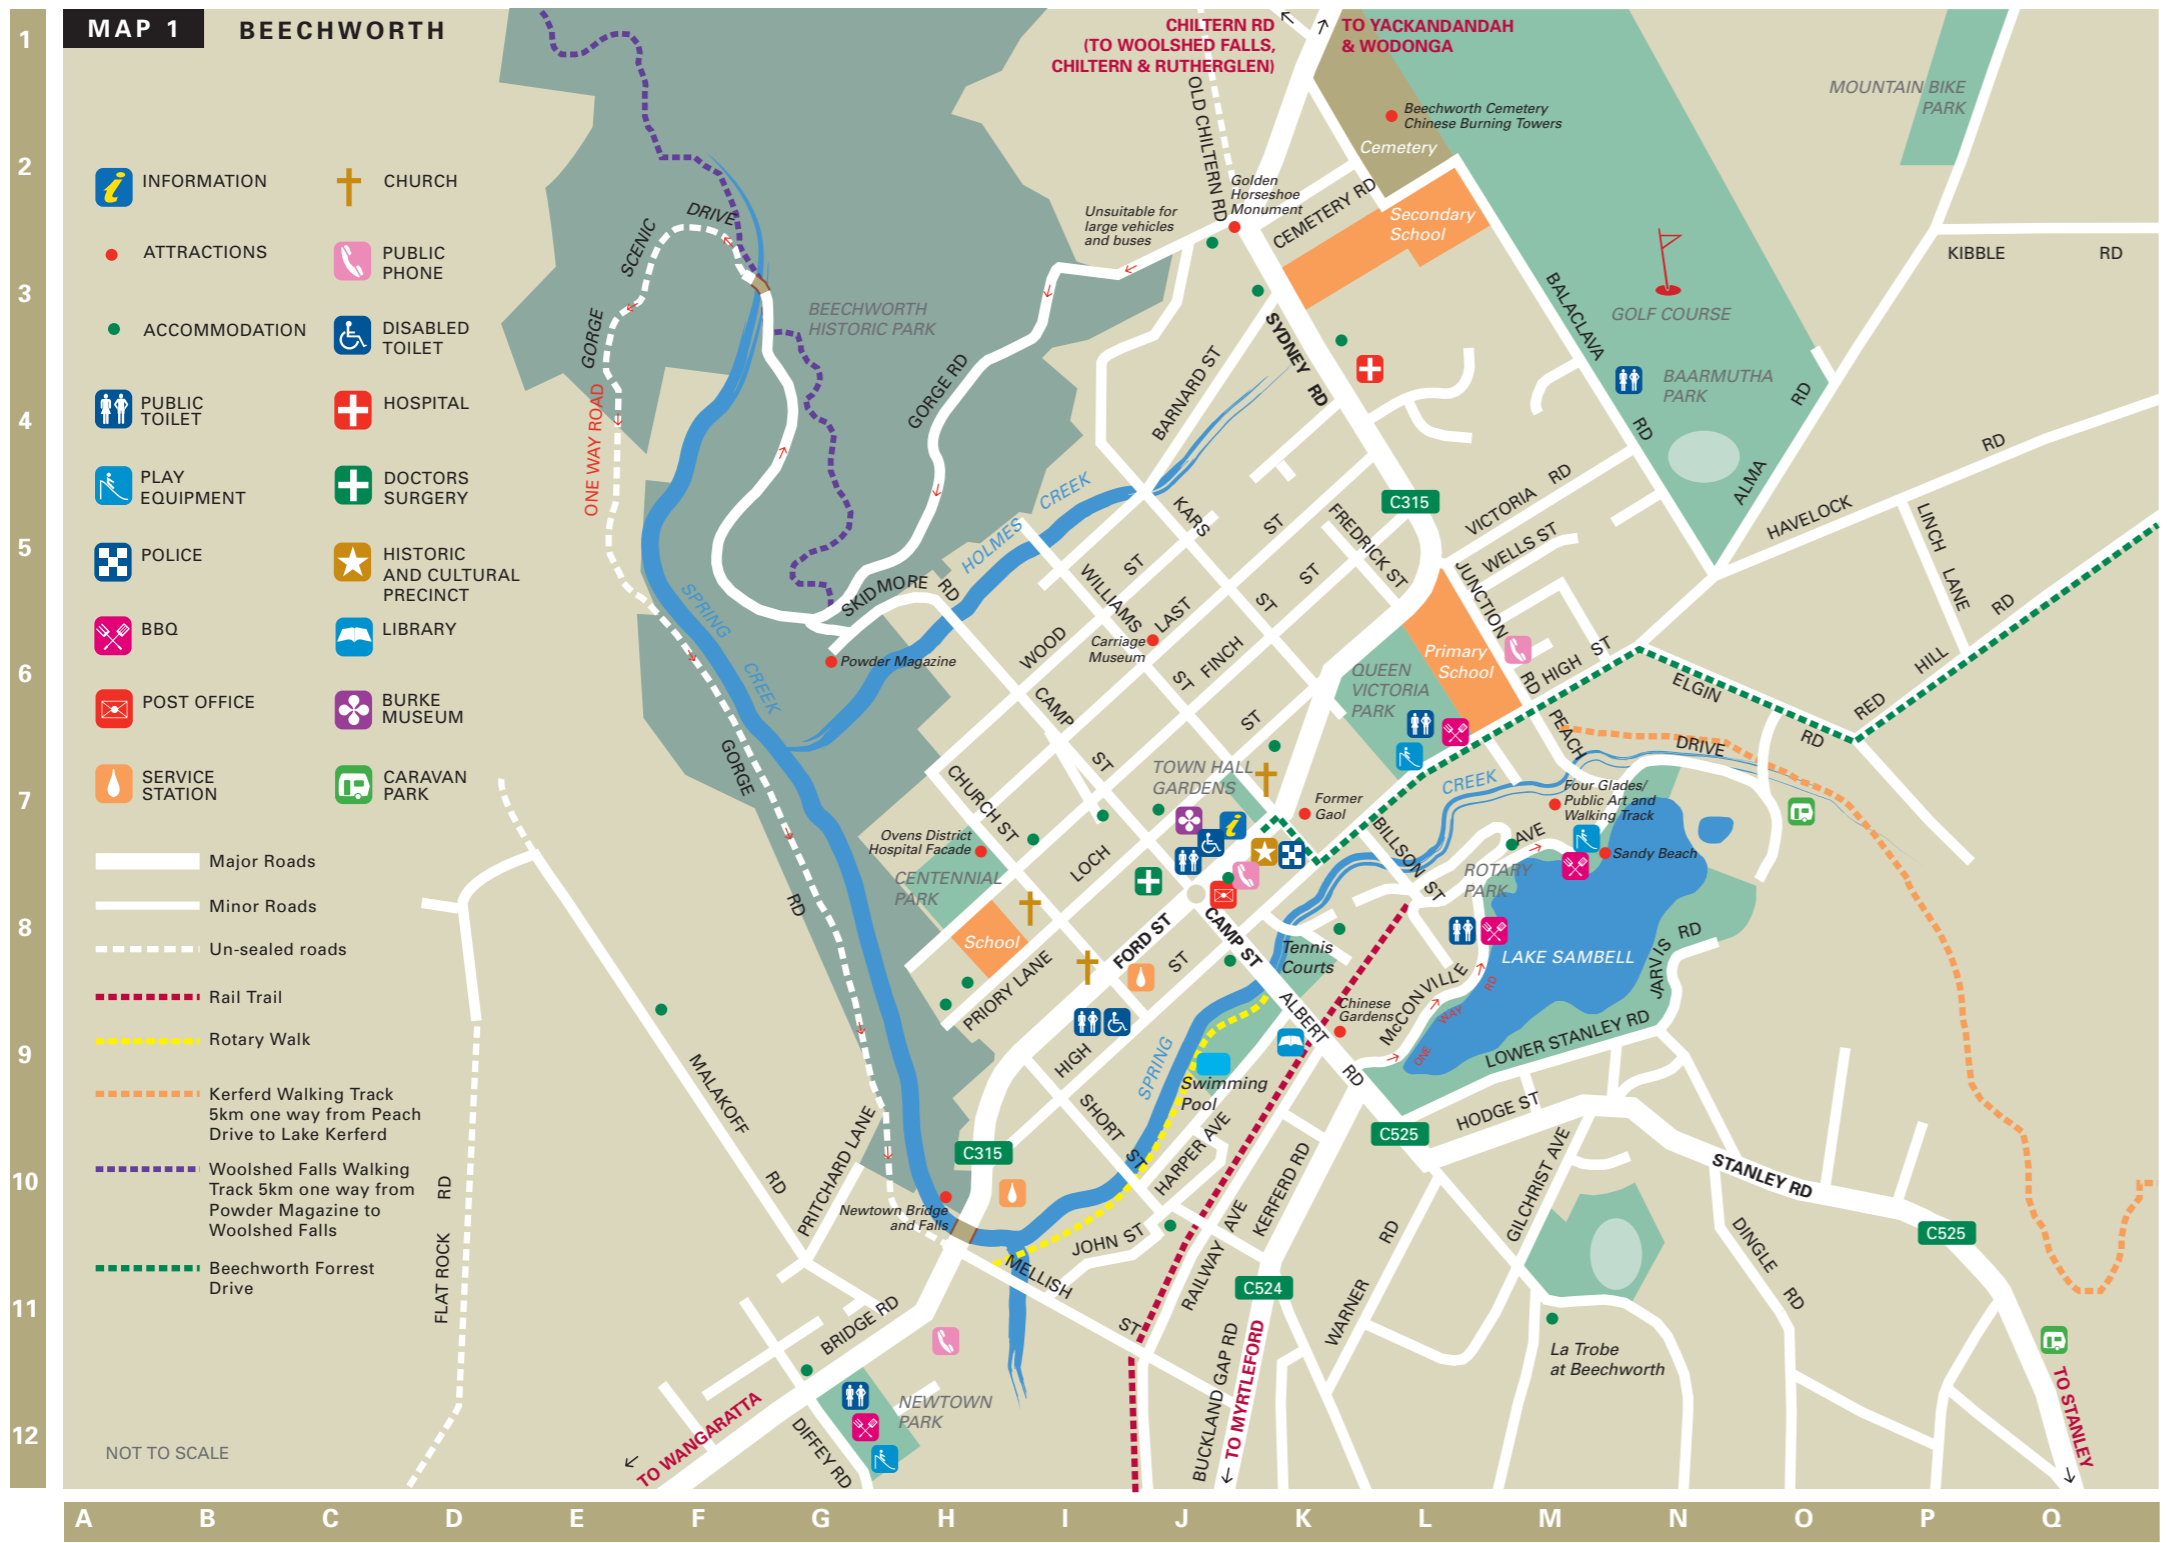 MAP 1
BEECHWORTH
1
2
3
4
5
6
7
8
9
10
11
12
A B C D E F G H I J K L M N O P Q
INFORMATION
ATTRACTIONS
ACCOMMODATION
PUBLIC
TOILET
PLAY
EQUIPMENT
POLICE
BBQ
POST OFFICE
SERVICE
STATION
CHURCH
PUBLIC
PHONE
DISABLED
TOILET
HOSPITAL
DOCTORS
SURGERY
HISTORIC
AND CULTURAL
PRECINCT
LIBRARY
BURKE
MUSEUM
CARAVAN
PARK
Major Roads
Minor Roads
Un-sealed roads
Rail Trail
Rotary Walk
Kerferd Walking Track
5km one way from Peach
Drive to Lake Kerferd
Woolshed Falls Walking
Track 5km one way from
Powder Magazine to
Woolshed Falls
Beechworth Forrest
Drive
NOT TO SCALE
CHILTERN RD
(TO WOOLSHED FALLS,
CHILTERN & RUTHERGLEN)
TO YACKANDANDAH
& WODONGA
OLD CHILTERN RD
Beechworth Cemetery
Chinese Burning Towers
Cemetery
MOUNTAIN BIKE
PARK
Golden
Horseshoe
Monument
CEMETERY RD
Secondary
School
Unsuitable for
large vehicles
and buses
KIBBLE RD
GORGE SCENIC DRIVE
ONE WAY ROAD
BEECHWORTH
HISTORIC PARK
GORGE RD
BARNARD ST
SYDNEY RD
BALACLAVA RD
GOLF COURSE
BAARMUTHA
PARK
ALMA RD
HAVELOCK RD
LINCH LANE
RED HILL RD
VICTORIA RD
WELLS ST
C315
FREDRICK ST
JUNCTION RD
KARS ST
HOLMES CREEK
SKIDMORE RD
SPRING CREEK
WILLIAMS ST
LAST ST
WOOD ST
FINCH ST
Carriage
Museum
Powder Magazine
CAMP ST
Primary
School
QUEEN
VICTORIA
PARK
HIGH ST
ELGIN RD
PEACH DRIVE
CREEK
TOWN HALL
GARDENS
Former
Gaol
Four Glades/
Public Art and
Walking Track
Sandy Beach
AVE
ROTARY
PARK
BILLSON ST
CHURCH ST
LOCH ST
Ovens District
Hospital Facade
CENTENNIAL
PARK
School
PRIORY LANE
FORD ST
CAMP ST
Tennis
Courts
LAKE SAMBELL
JARVIS RD
McCONVILLE
ONE WAY RD
LOWER STANLEY RD
Chinese
Gardens
ALBERT RD
GORGE RD
HIGH ST
SPRING
Swimming
Pool
SHORT ST
HARPER AVE
HODGE ST
C525
MALAKOFF RD
PRITCHARD LANE
C315
Newtown Bridge
and Falls
FLAT ROCK RD
JOHN ST
MELLISH ST
RAILWAY AVE
KERFERD RD
C524
WARNER RD
GILCHRIST AVE
STANLEY RD
C525
DINGLE RD
La Trobe
at Beechworth
BRIDGE RD
TO WANGARATTA
DIFFEY RD
NEWTOWN
PARK
BUCKLAND GAP RD
TO MYRTLEFORD
TO STANLEY